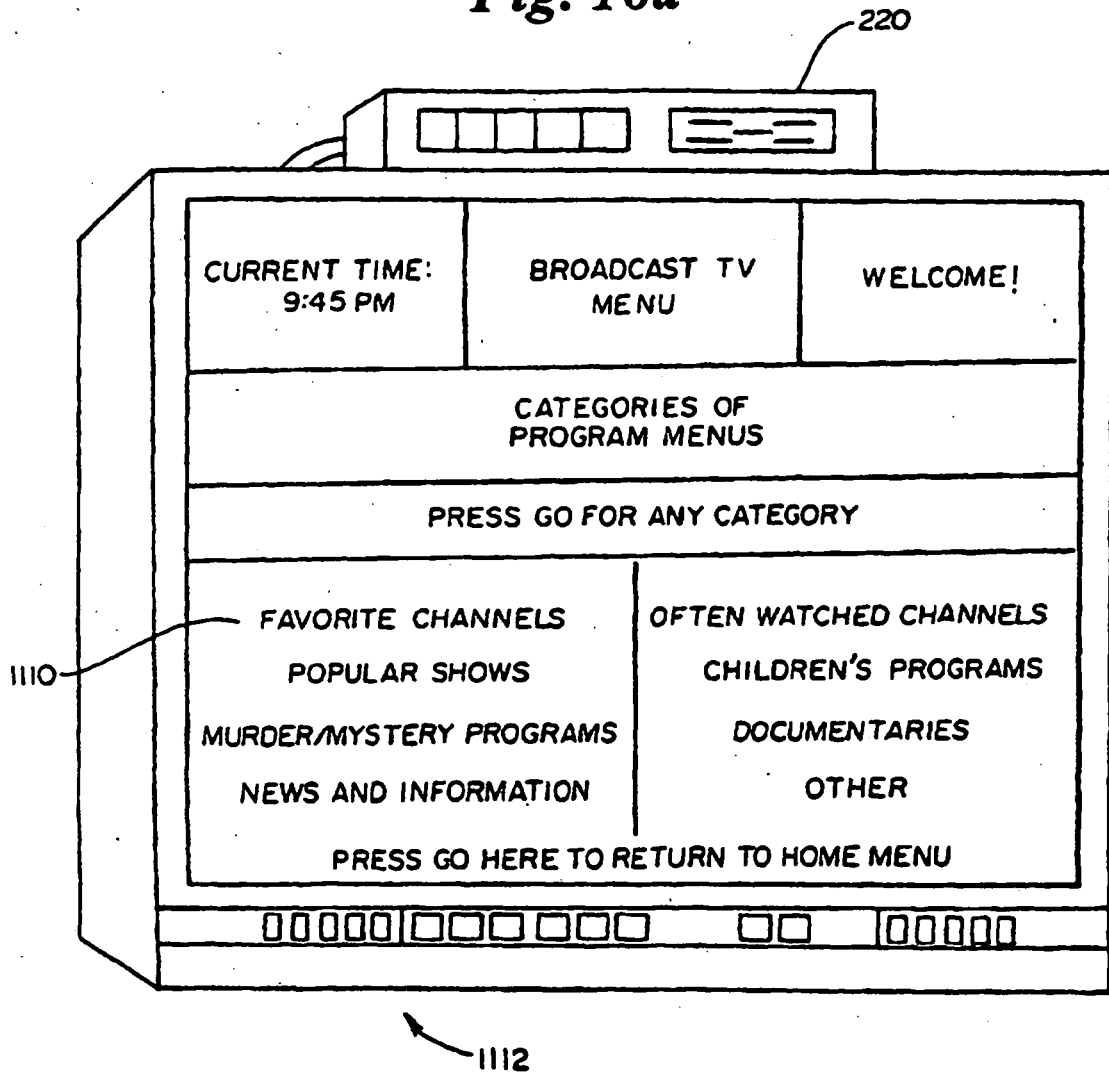 Fig. 16a
220
CURRENT TIME:
9:45 PM
BROADCAST TV
MENU
WELCOME!
CATEGORIES OF
PROGRAM MENUS
PRESS GO FOR ANY CATEGORY
FAVORITE CHANNELS
OFTEN WATCHED CHANNELS
1110
POPULAR SHOWS
CHILDREN'S PROGRAMS
MURDER/MYSTERY PROGRAMS
DOCUMENTARIES
NEWS AND INFORMATION
OTHER
PRESS GO HERE TO RETURN TO HOME MENU
1112